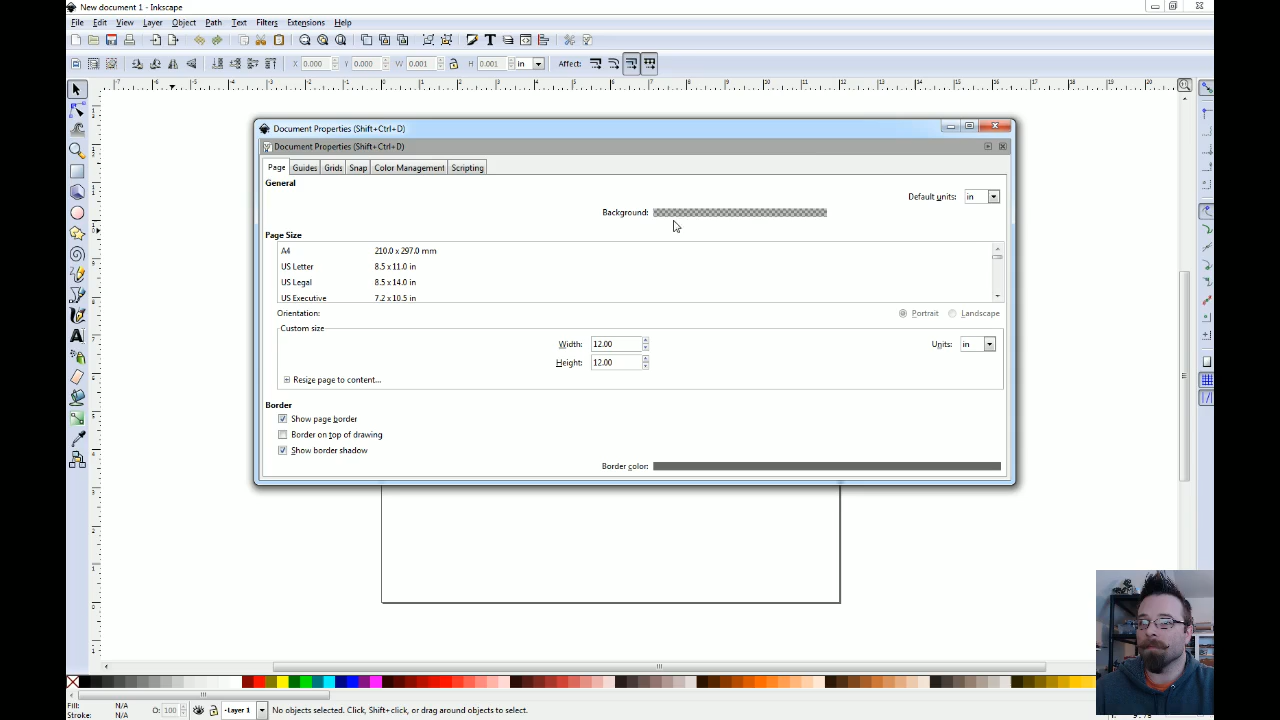 New document 1 - Inkscape
File Edit View Layer Object Path Text Filters Extensions Help
X 0.000 Y 0.000 W 0.001 H 0.001 in Affect:
Document Properties (Shift+Ctrl+D)
Document Properties (Shift+Ctrl+D)
Page Guides Grids Snap Color Management Scripting
General
Default units: in
Background:
Page Size
A4 210.0 x 297.0 mm
US Letter 8.5 x 11.0 in
US Legal 8.5 x 14.0 in
US Executive 7.2 x 10.5 in
Orientation: Portrait Landscape
Custom size
Width: 12.00 Units: in
Height: 12.00
Resize page to content...
Border
Show page border
Border on top of drawing
Show border shadow
Border color:
Fill: N/A
Stroke: N/A
O: 100 Layer 1 No objects selected. Click, Shift+click, or drag around objects to select.